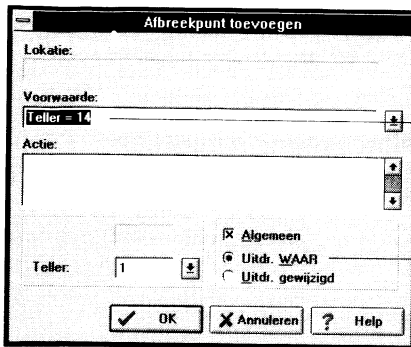 Afbreekpunt toevoegen
Lokatie:
Voorwaarde:
Teller = 14
Actie:
Algemeen
Teller: 1
Uitdr. WAAR
Uitdr. gewijzigd
OK
Annuleren
? Help